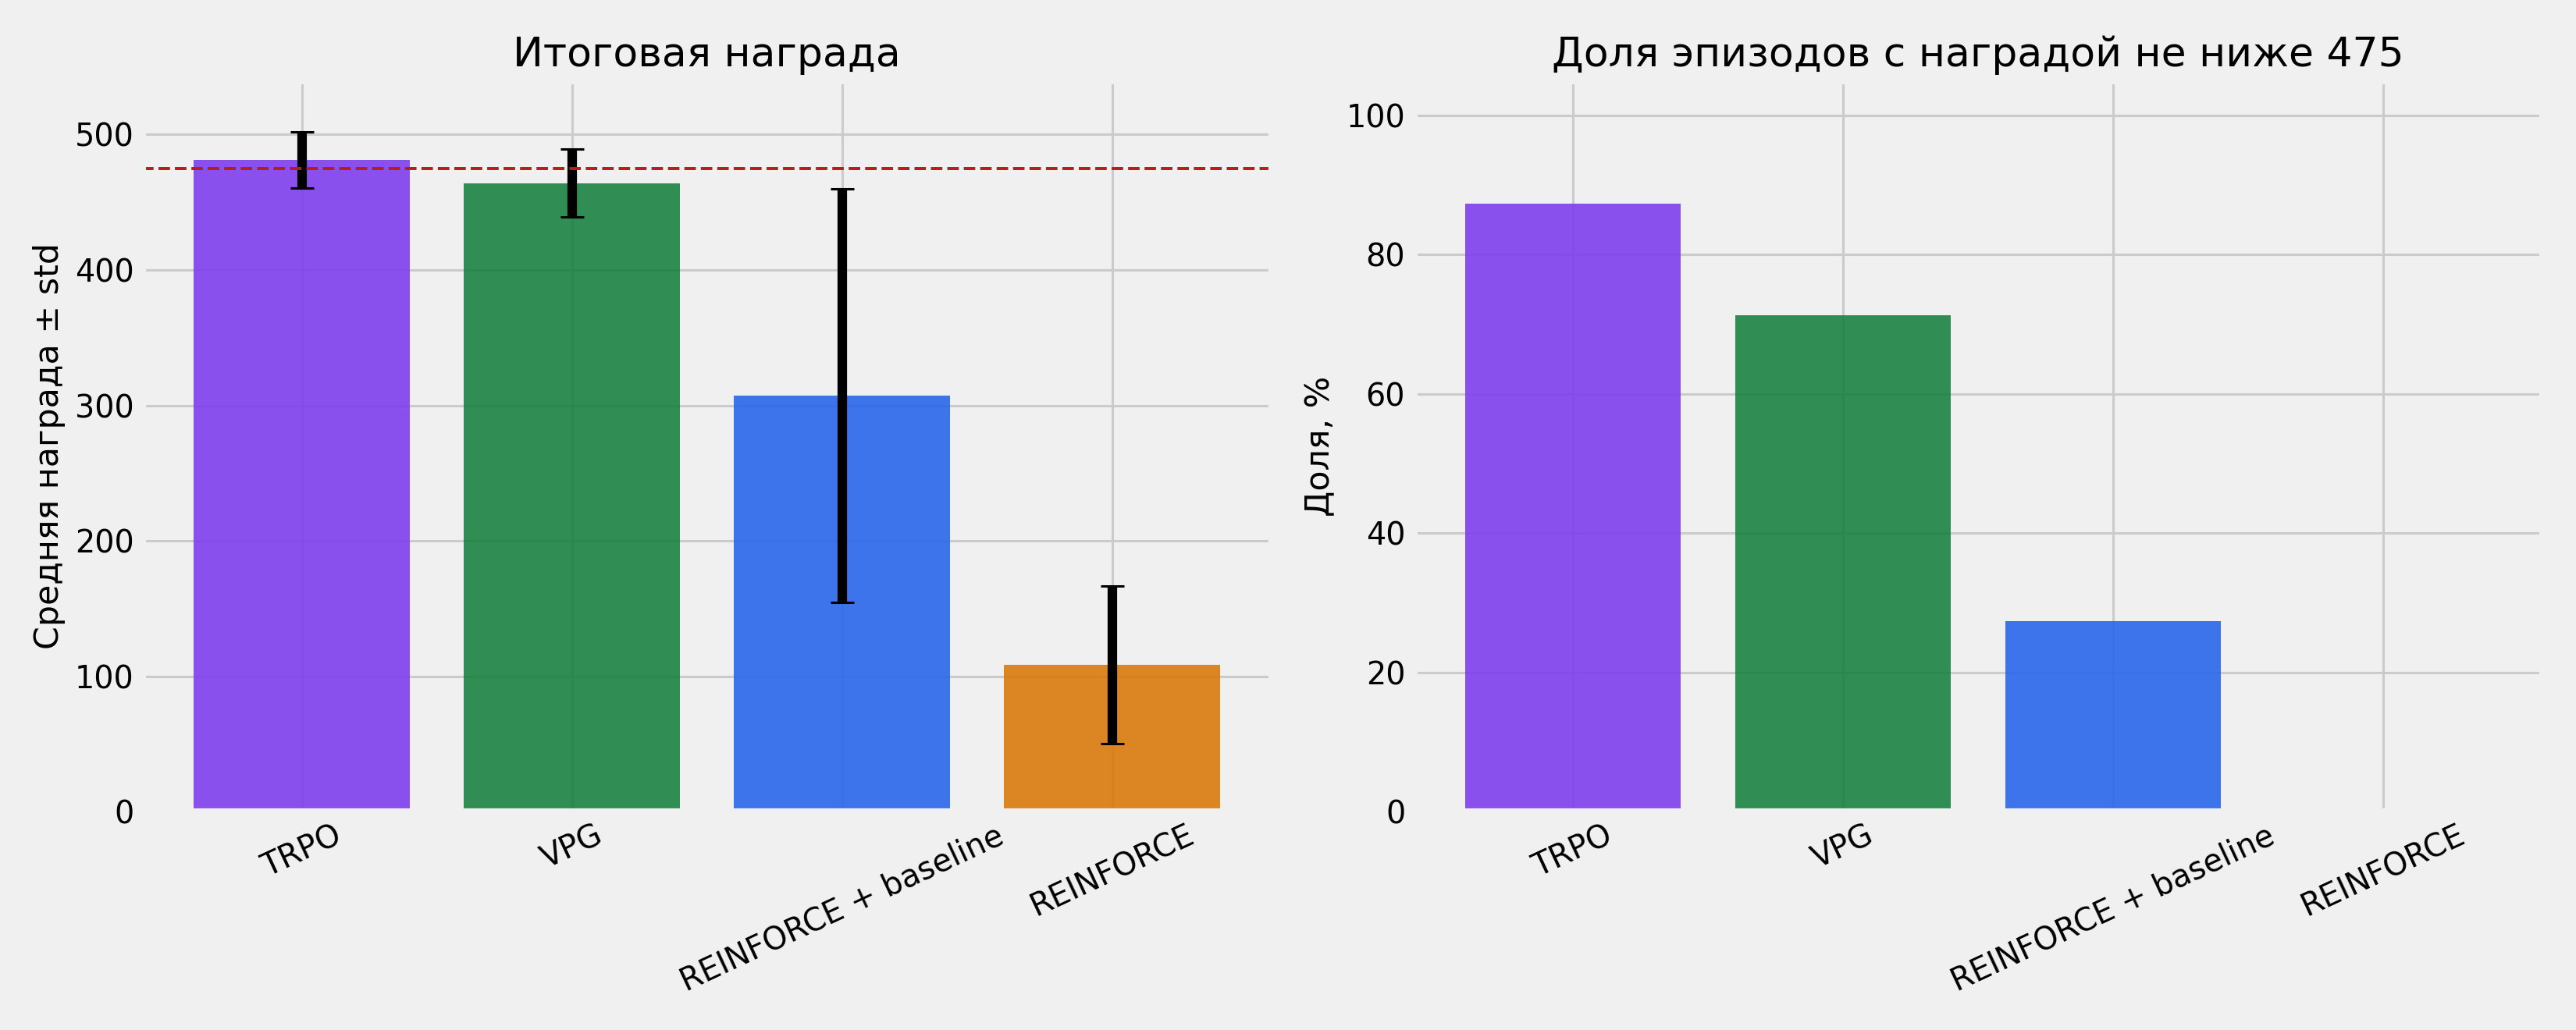 Итоговая награда
Средняя награда ± std
500
400
300
200
100
0
TRPO
VPG
REINFORCE + baseline
REINFORCE
Доля эпизодов с наградой не ниже 475
Доля, %
100
80
60
40
20
0
TRPO
VPG
REINFORCE + baseline
REINFORCE